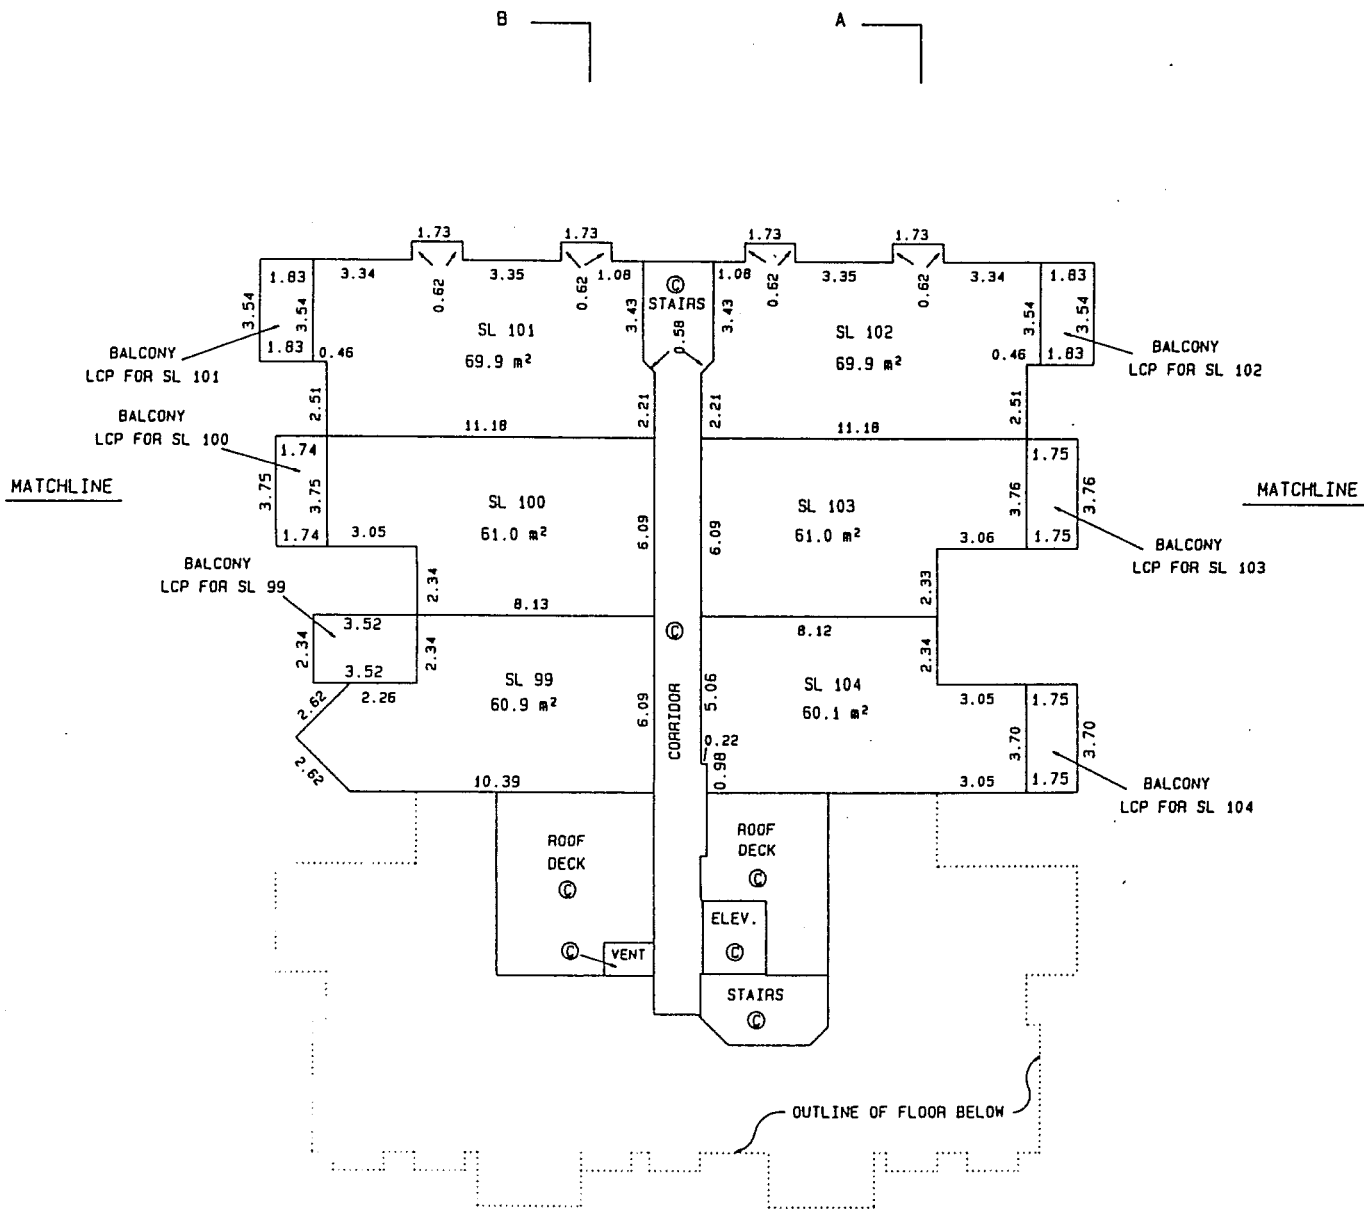 B
A
1.73
1.73
1.73
1.73
1.83
3.34
3.35
1.08
1.08
3.35
3.34
1.83
0.62
0.62
0.62
0.62
C
STAIRS
3.54
3.54
3.43
3.43
3.54
3.54
0.58
SL 101
69.9 m²
SL 102
69.9 m²
1.83
0.46
0.46
1.83
BALCONY
LCP FOR SL 101
BALCONY
LCP FOR SL 102
2.51
2.21
2.21
2.51
BALCONY
LCP FOR SL 100
11.18
11.18
1.74
1.75
MATCHLINE
MATCHLINE
3.75
3.75
SL 100
61.0 m²
6.09
6.09
SL 103
61.0 m²
3.76
3.76
1.74
3.05
3.06
1.75
BALCONY
LCP FOR SL 103
BALCONY
LCP FOR SL 99
2.34
2.33
8.13
8.12
3.52
C
2.34
2.34
2.34
3.52
2.26
SL 99
60.9 m²
SL 104
60.1 m²
2.62
2.62
6.09
CORRIDOR
5.06
0.22
0.98
3.05
1.75
3.70
3.70
10.39
3.05
1.75
BALCONY
LCP FOR SL 104
ROOF
DECK
C
ROOF
DECK
C
C
VENT
ELEV.
C
STAIRS
C
OUTLINE OF FLOOR BELOW